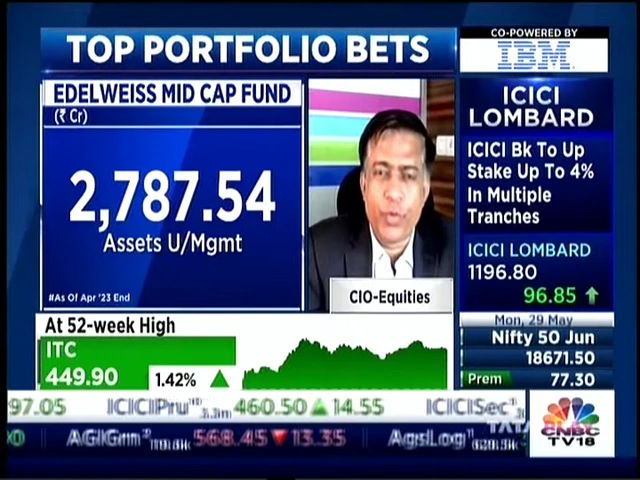 TOP PORTFOLIO BETS
CO-POWERED BY
IBM
EDELWEISS MID CAP FUND
(₹ Cr)
2,787.54
Assets U/Mgmt
#As Of Apr '23 End
CIO-Equities
ICICI
LOMBARD
ICICI Bk To Up
Stake Up To 4%
In Multiple
Tranches
ICICI LOMBARD
1196.80
96.85
Mon, 29 May
Nifty 50 Jun
18671.50
Prem 77.30
At 52-week High
ITC
449.90
1.42%
97.05 ICICIPru 460.50 14.55 ICICISec
568.45 13.35
CNBC
TV18